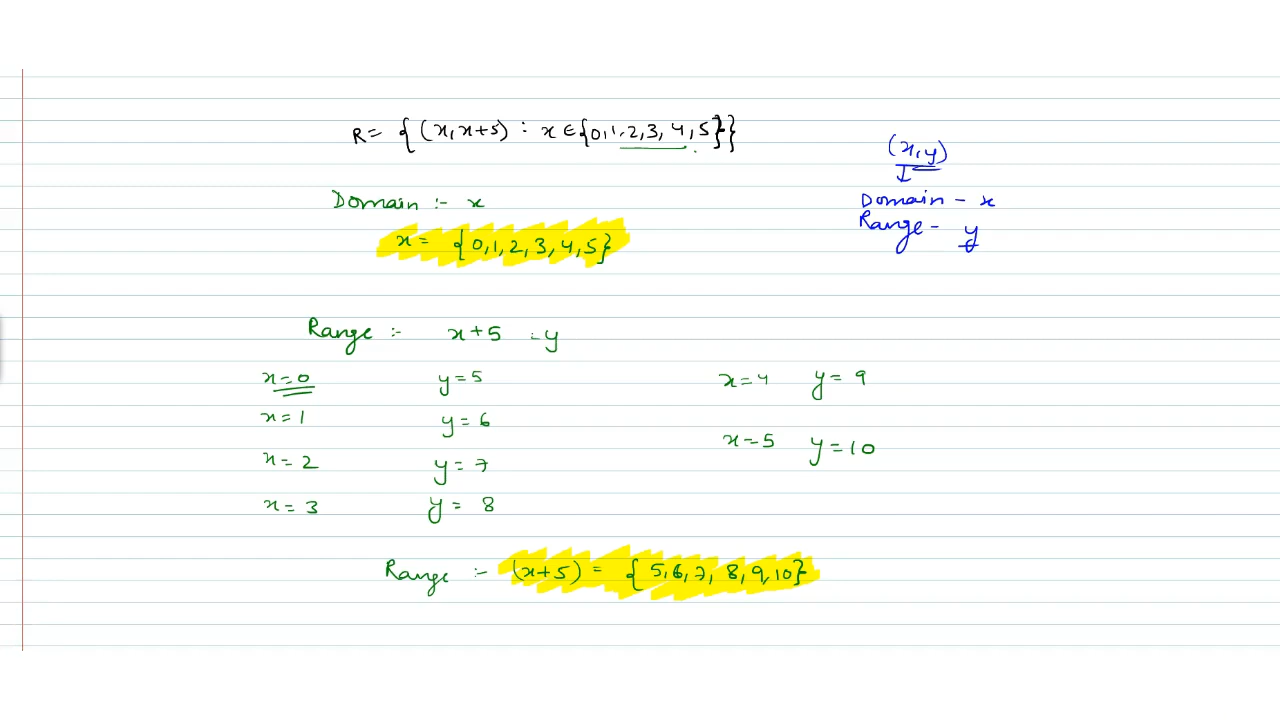 R = { (x, x+5) : x ∈ {0,1,2,3,4,5}}
(x,y)
↓
Domain :- x
Domain - x
x = {0,1,2,3,4,5}
Range - y
Range :- x+5 = y
x=0 y=5
x=4 y=9
x=1 y=6
x=5 y=10
x=2 y=7
x=3 y=8
Range :- (x+5) = {5,6,7,8,9,10}